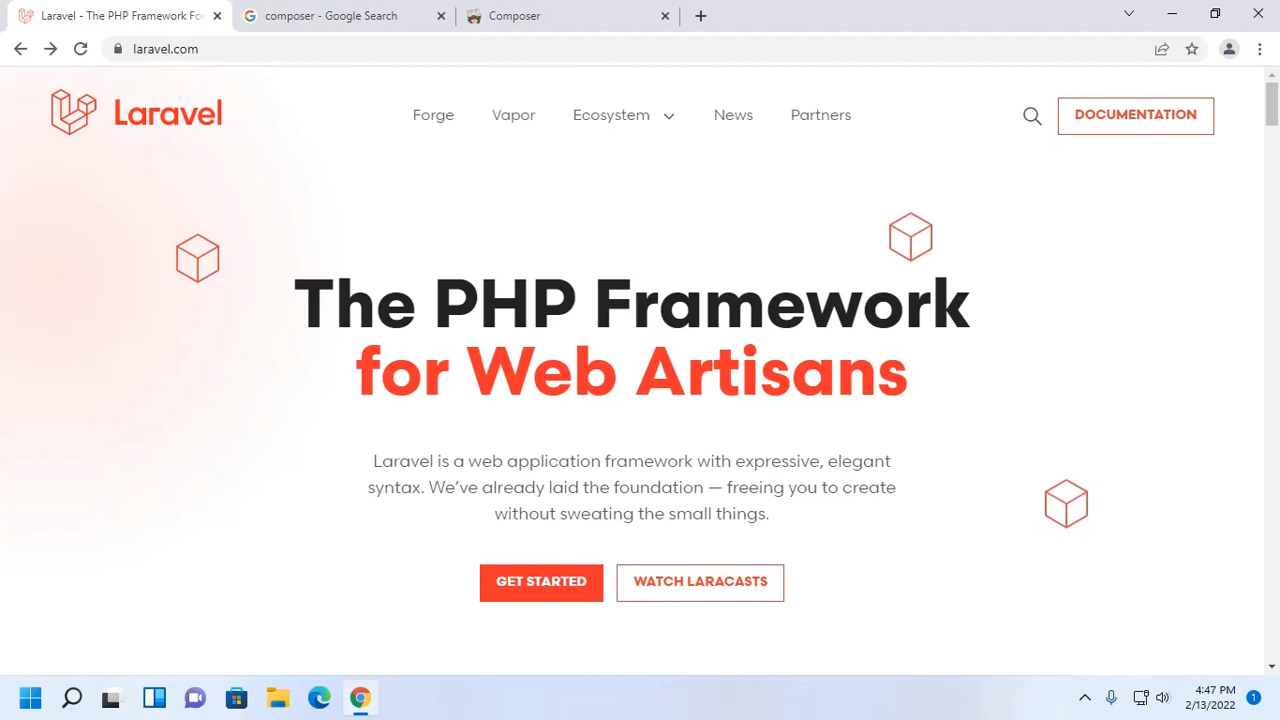 Laravel - The PHP Framework Fo
composer - Google Search
Composer
laravel.com
Laravel
Forge
Vapor
Ecosystem
News
Partners
DOCUMENTATION
The PHP Framework
for Web Artisans
Laravel is a web application framework with expressive, elegant
syntax. We've already laid the foundation — freeing you to create
without sweating the small things.
GET STARTED
WATCH LARACASTS
4:47 PM
2/13/2022
1